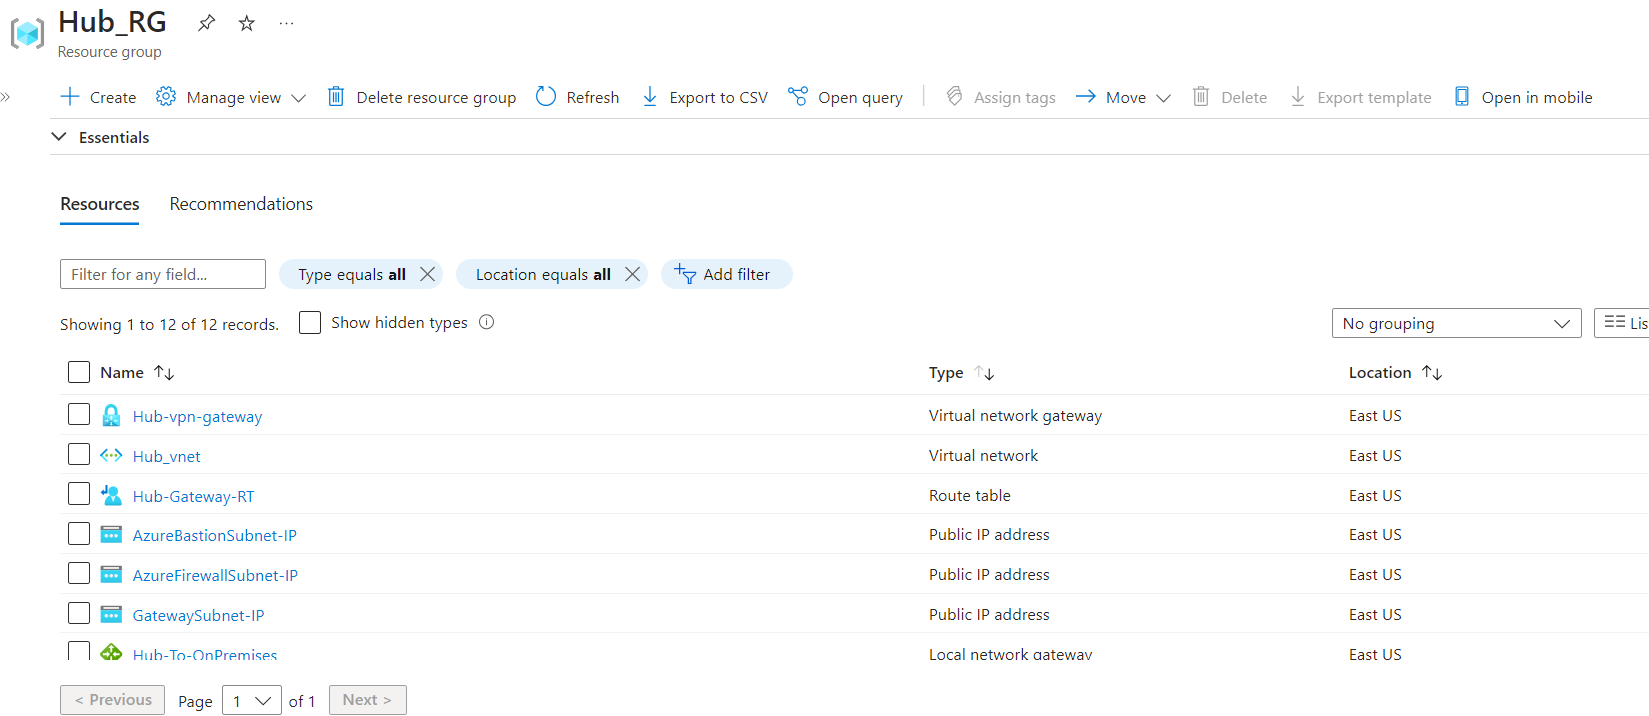 Hub_RG
Resource group
Create Manage view Delete resource group Refresh Export to CSV Open query Assign tags Move Delete Export template Open in mobile
Essentials
Resources Recommendations
Filter for any field... Type equals all Location equals all Add filter
Showing 1 to 12 of 12 records. Show hidden types No grouping Lis
Name Type Location
Hub-vpn-gateway Virtual network gateway East US
Hub_vnet Virtual network East US
Hub-Gateway-RT Route table East US
AzureBastionSubnet-IP Public IP address East US
AzureFirewallSubnet-IP Public IP address East US
GatewaySubnet-IP Public IP address East US
Hub-To-OnPremises Local network gateway East US
< Previous Page 1 of 1 Next >